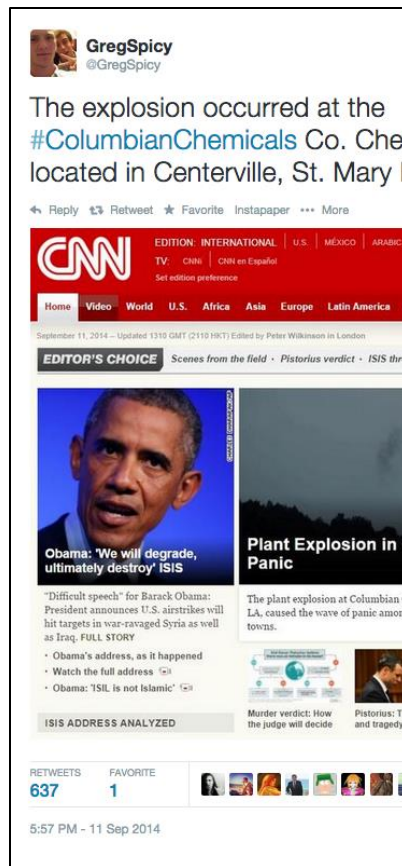 GregSpicy
@GregSpicy
The explosion occurred at the
#ColumbianChemicals Co. Che
located in Centerville, St. Mary
Reply Retweet Favorite Instapaper ••• More
CNN
EDITION: INTERNATIONAL U.S. MÉXICO ARABIC
TV: CNNi CNN en Español
Set edition preference
Home Video World U.S. Africa Asia Europe Latin America
September 11, 2014 -- Updated 1310 GMT (2110 HKT) Edited by Peter Wilkinson in London
EDITOR'S CHOICE Scenes from the field · Pistorius verdict · ISIS thr
Obama: 'We will degrade,
ultimately destroy' ISIS
Plant Explosion in
Panic
"Difficult speech" for Barack Obama:
President announces U.S. airstrikes will
hit targets in war-ravaged Syria as well
as Iraq. FULL STORY
The plant explosion at Columbian
LA, caused the wave of panic amon
towns.
· Obama's address, as it happened
· Watch the full address
· Obama: 'ISIL is not Islamic'
ISIS ADDRESS ANALYZED
Murder verdict: How
the judge will decide
Pistorius: T
and tragedy
RETWEETS FAVORITE
637 1
5:57 PM - 11 Sep 2014